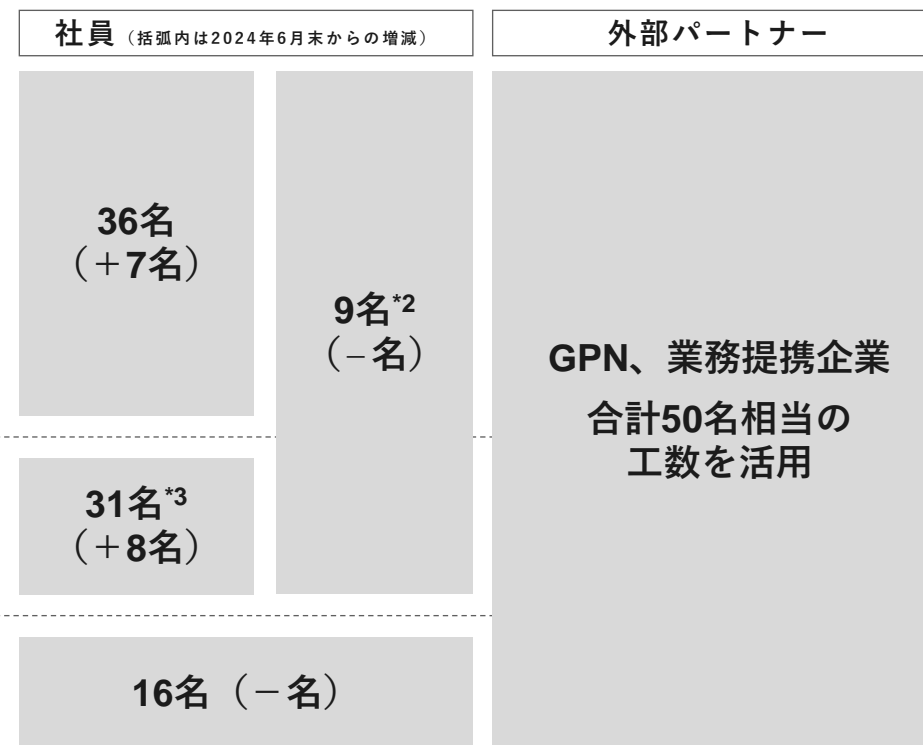 社員（括弧内は2024年6月末からの増減）
外部パートナー
36名
（＋7名）
9名*2
（–名）
GPN、業務提携企業
合計50名相当の
工数を活用
31名*3
（＋8名）
16名（－名）